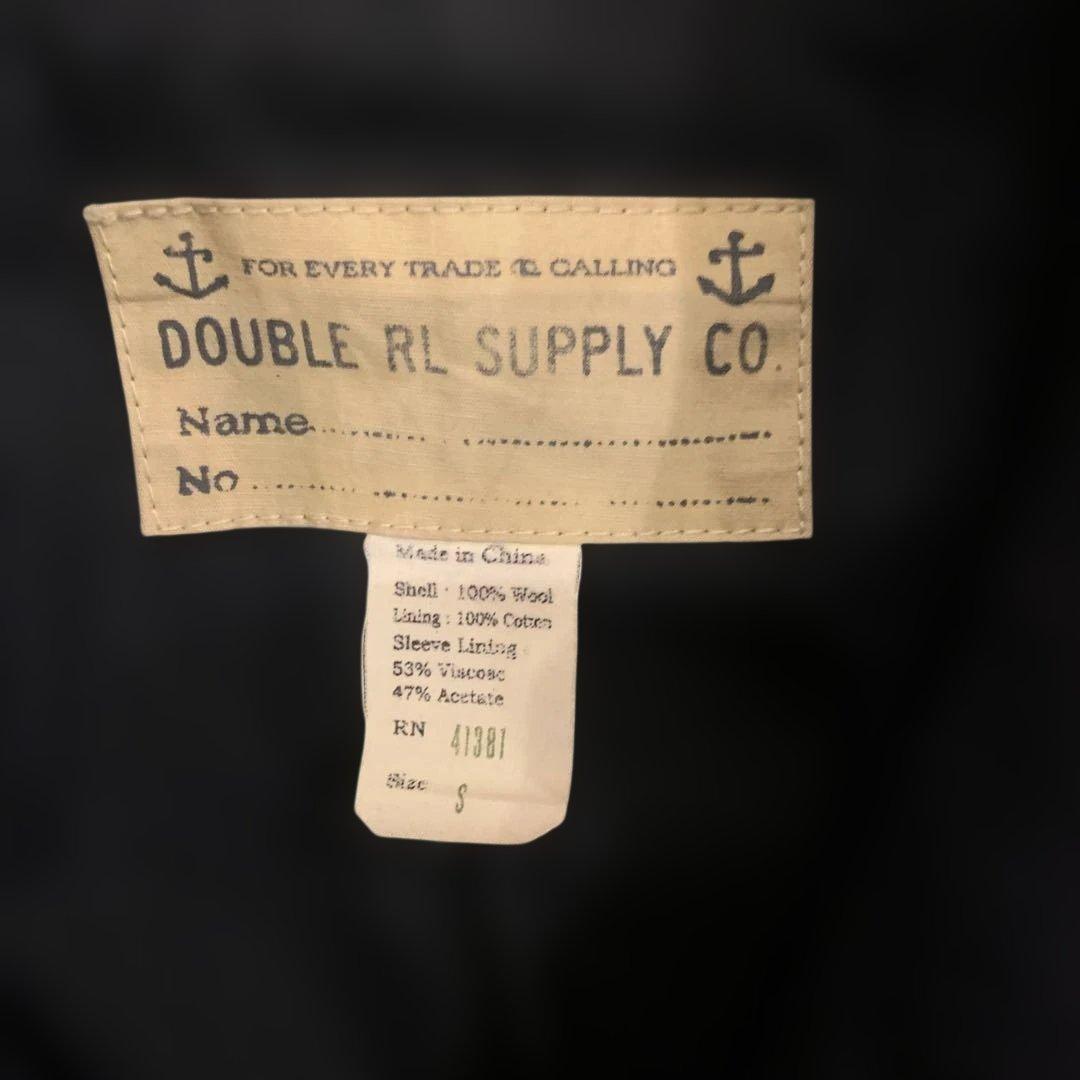 FOR EVERY TRADE & CALLING
DOUBLE RL SUPPLY CO.
Name
No
Made in China
Shell : 100% Wool
Lining : 100% Cotton
Sleeve Lining
53% Viscose
47% Acetate
RN 41381
Size S